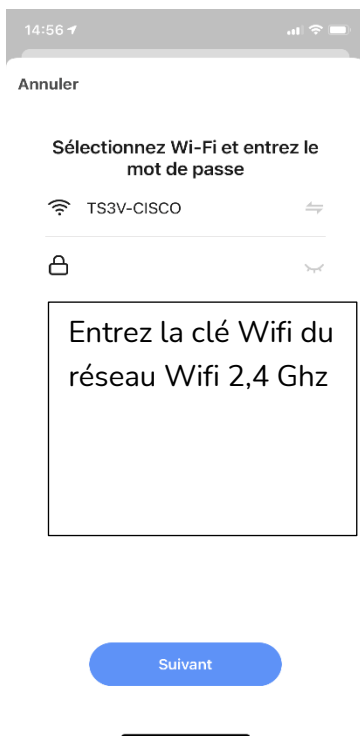 14:56
Annuler
Sélectionnez Wi-Fi et entrez le
mot de passe
TS3V-CISCO
Entrez la clé Wifi du
réseau Wifi 2,4 Ghz
Suivant